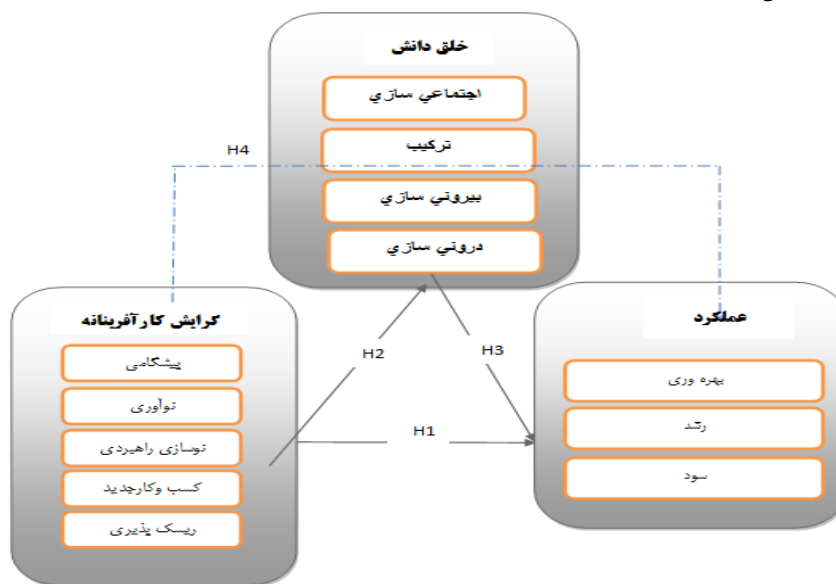 خلق دانش
اجتماعي سازي
ترکیب
بيروني سازي
دروني سازي
H4
گرایش کارآفرینانه
پیشگامی
نوآوری
نوسازی راهبردی
کسب وکارجدید
ریسک پذیری
H2
H3
H1
عملکرد
بهره وری
رشد
سود